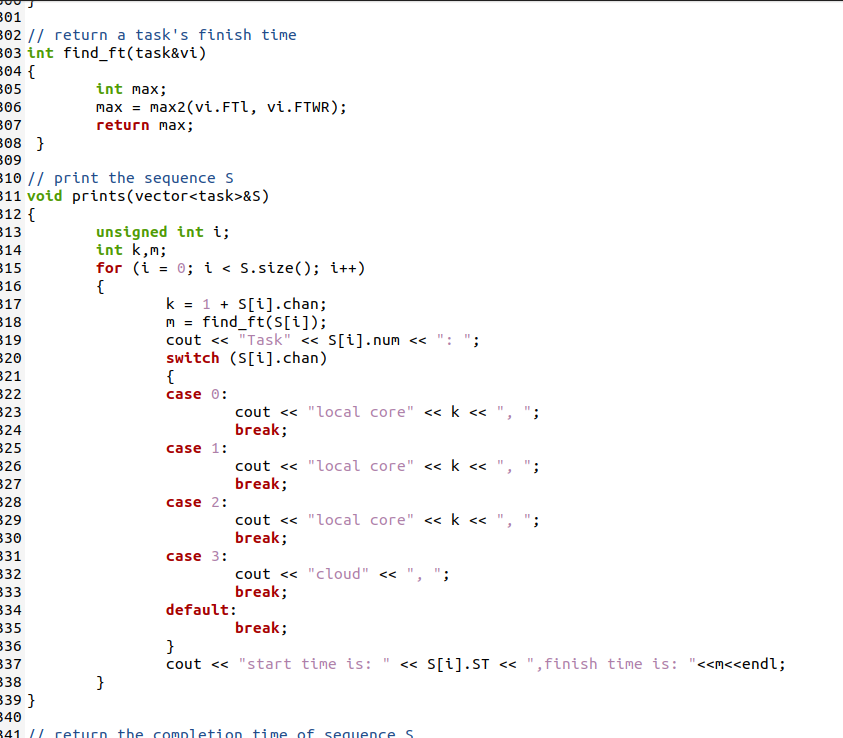 301
302 // return a task's finish time
303 int find_ft(task&vi)
304 {
305         int max;
306         max = max2(vi.FTl, vi.FTWR);
307         return max;
308  }
309
310 // print the sequence S
311 void prints(vector<task>&S)
312 {
313         unsigned int i;
314         int k,m;
315         for (i = 0; i < S.size(); i++)
316         {
317                 k = 1 + S[i].chan;
318                 m = find_ft(S[i]);
319                 cout << "Task" << S[i].num << ": ";
320                 switch (S[i].chan)
321                 {
322                 case 0:
323                         cout << "local core" << k << ", ";
324                         break;
325                 case 1:
326                         cout << "local core" << k << ", ";
327                         break;
328                 case 2:
329                         cout << "local core" << k << ", ";
330                         break;
331                 case 3:
332                         cout << "cloud" << ", ";
333                         break;
334                 default:
335                         break;
336                 }
337                 cout << "start time is: " << S[i].ST << ",finish time is: "<<m<<endl;
338         }
339 }
340
341 // return the completion time of sequence S